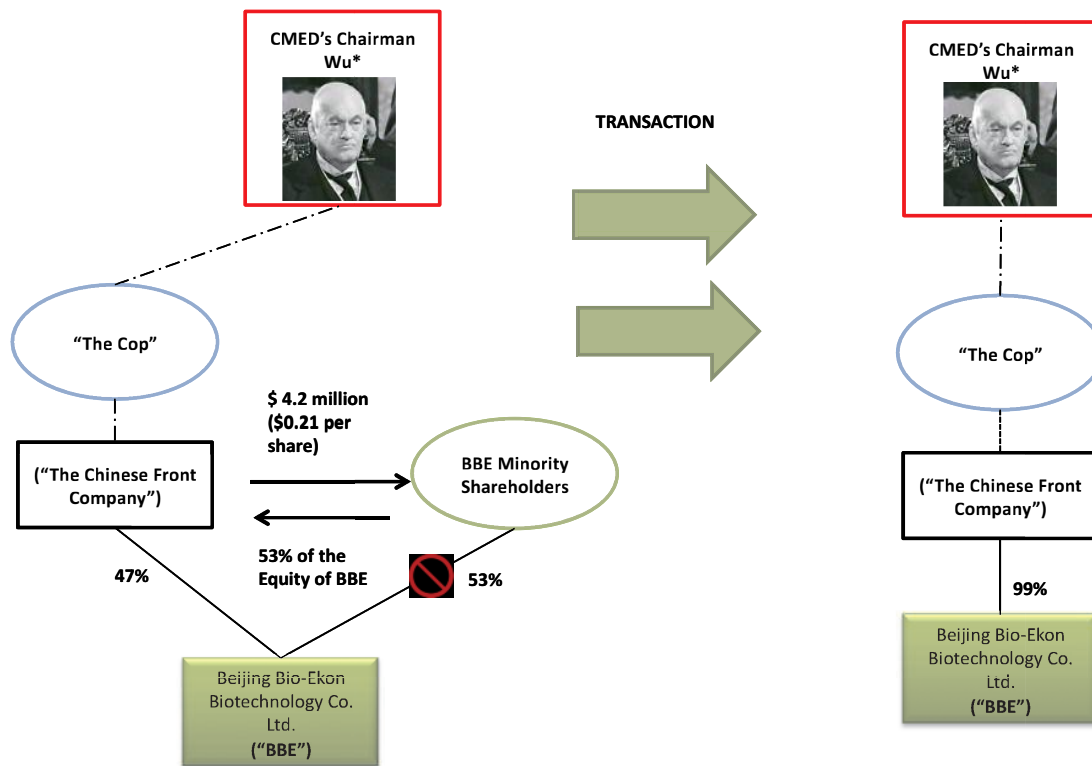 CMED's Chairman
Wu*
TRANSACTION
CMED's Chairman
Wu*
"The Cop"
"The Cop"
$ 4.2 million
($0.21 per
share)
("The Chinese Front
Company")
BBE Minority
Shareholders
("The Chinese Front
Company")
47%
53% of the
Equity of BBE
53%
99%
Beijing Bio-Ekon
Biotechnology Co.
Ltd.
("BBE")
Beijing Bio-Ekon
Biotechnology Co.
Ltd.
("BBE")